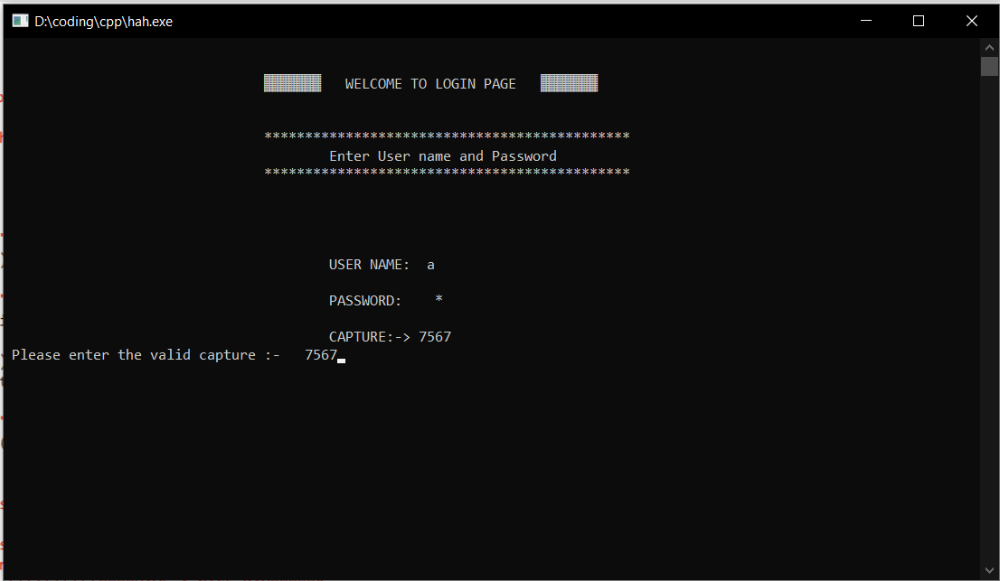 D:\coding\cpp\hah.exe
▒▒▒▒▒▒▒ WELCOME TO LOGIN PAGE ▒▒▒▒▒▒▒
*********************************************
Enter User name and Password
*********************************************
USER NAME: a
PASSWORD: *
CAPTURE:-> 7567
Please enter the valid capture :- 7567